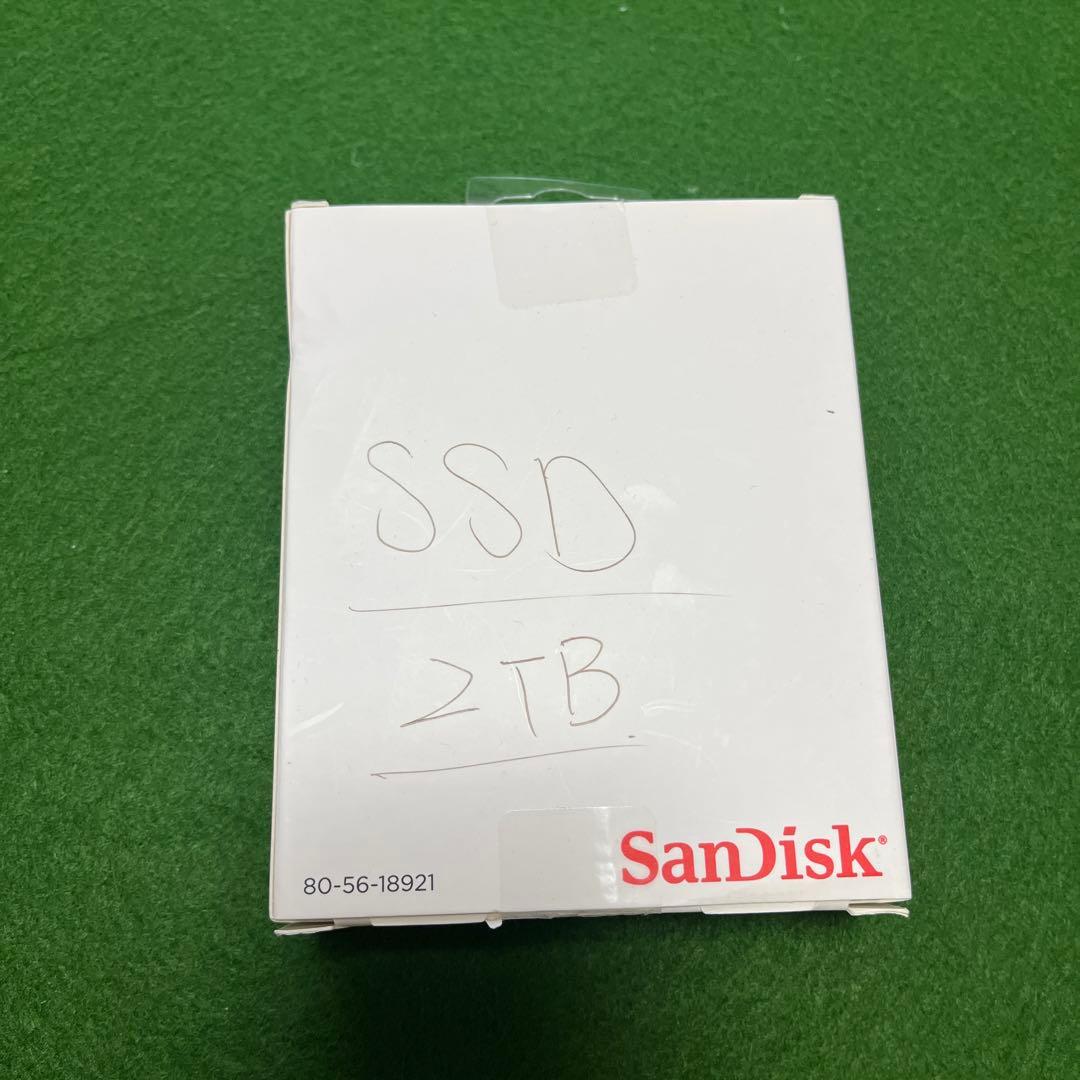 SSD
2TB.
SanDisk®
80-56-18921